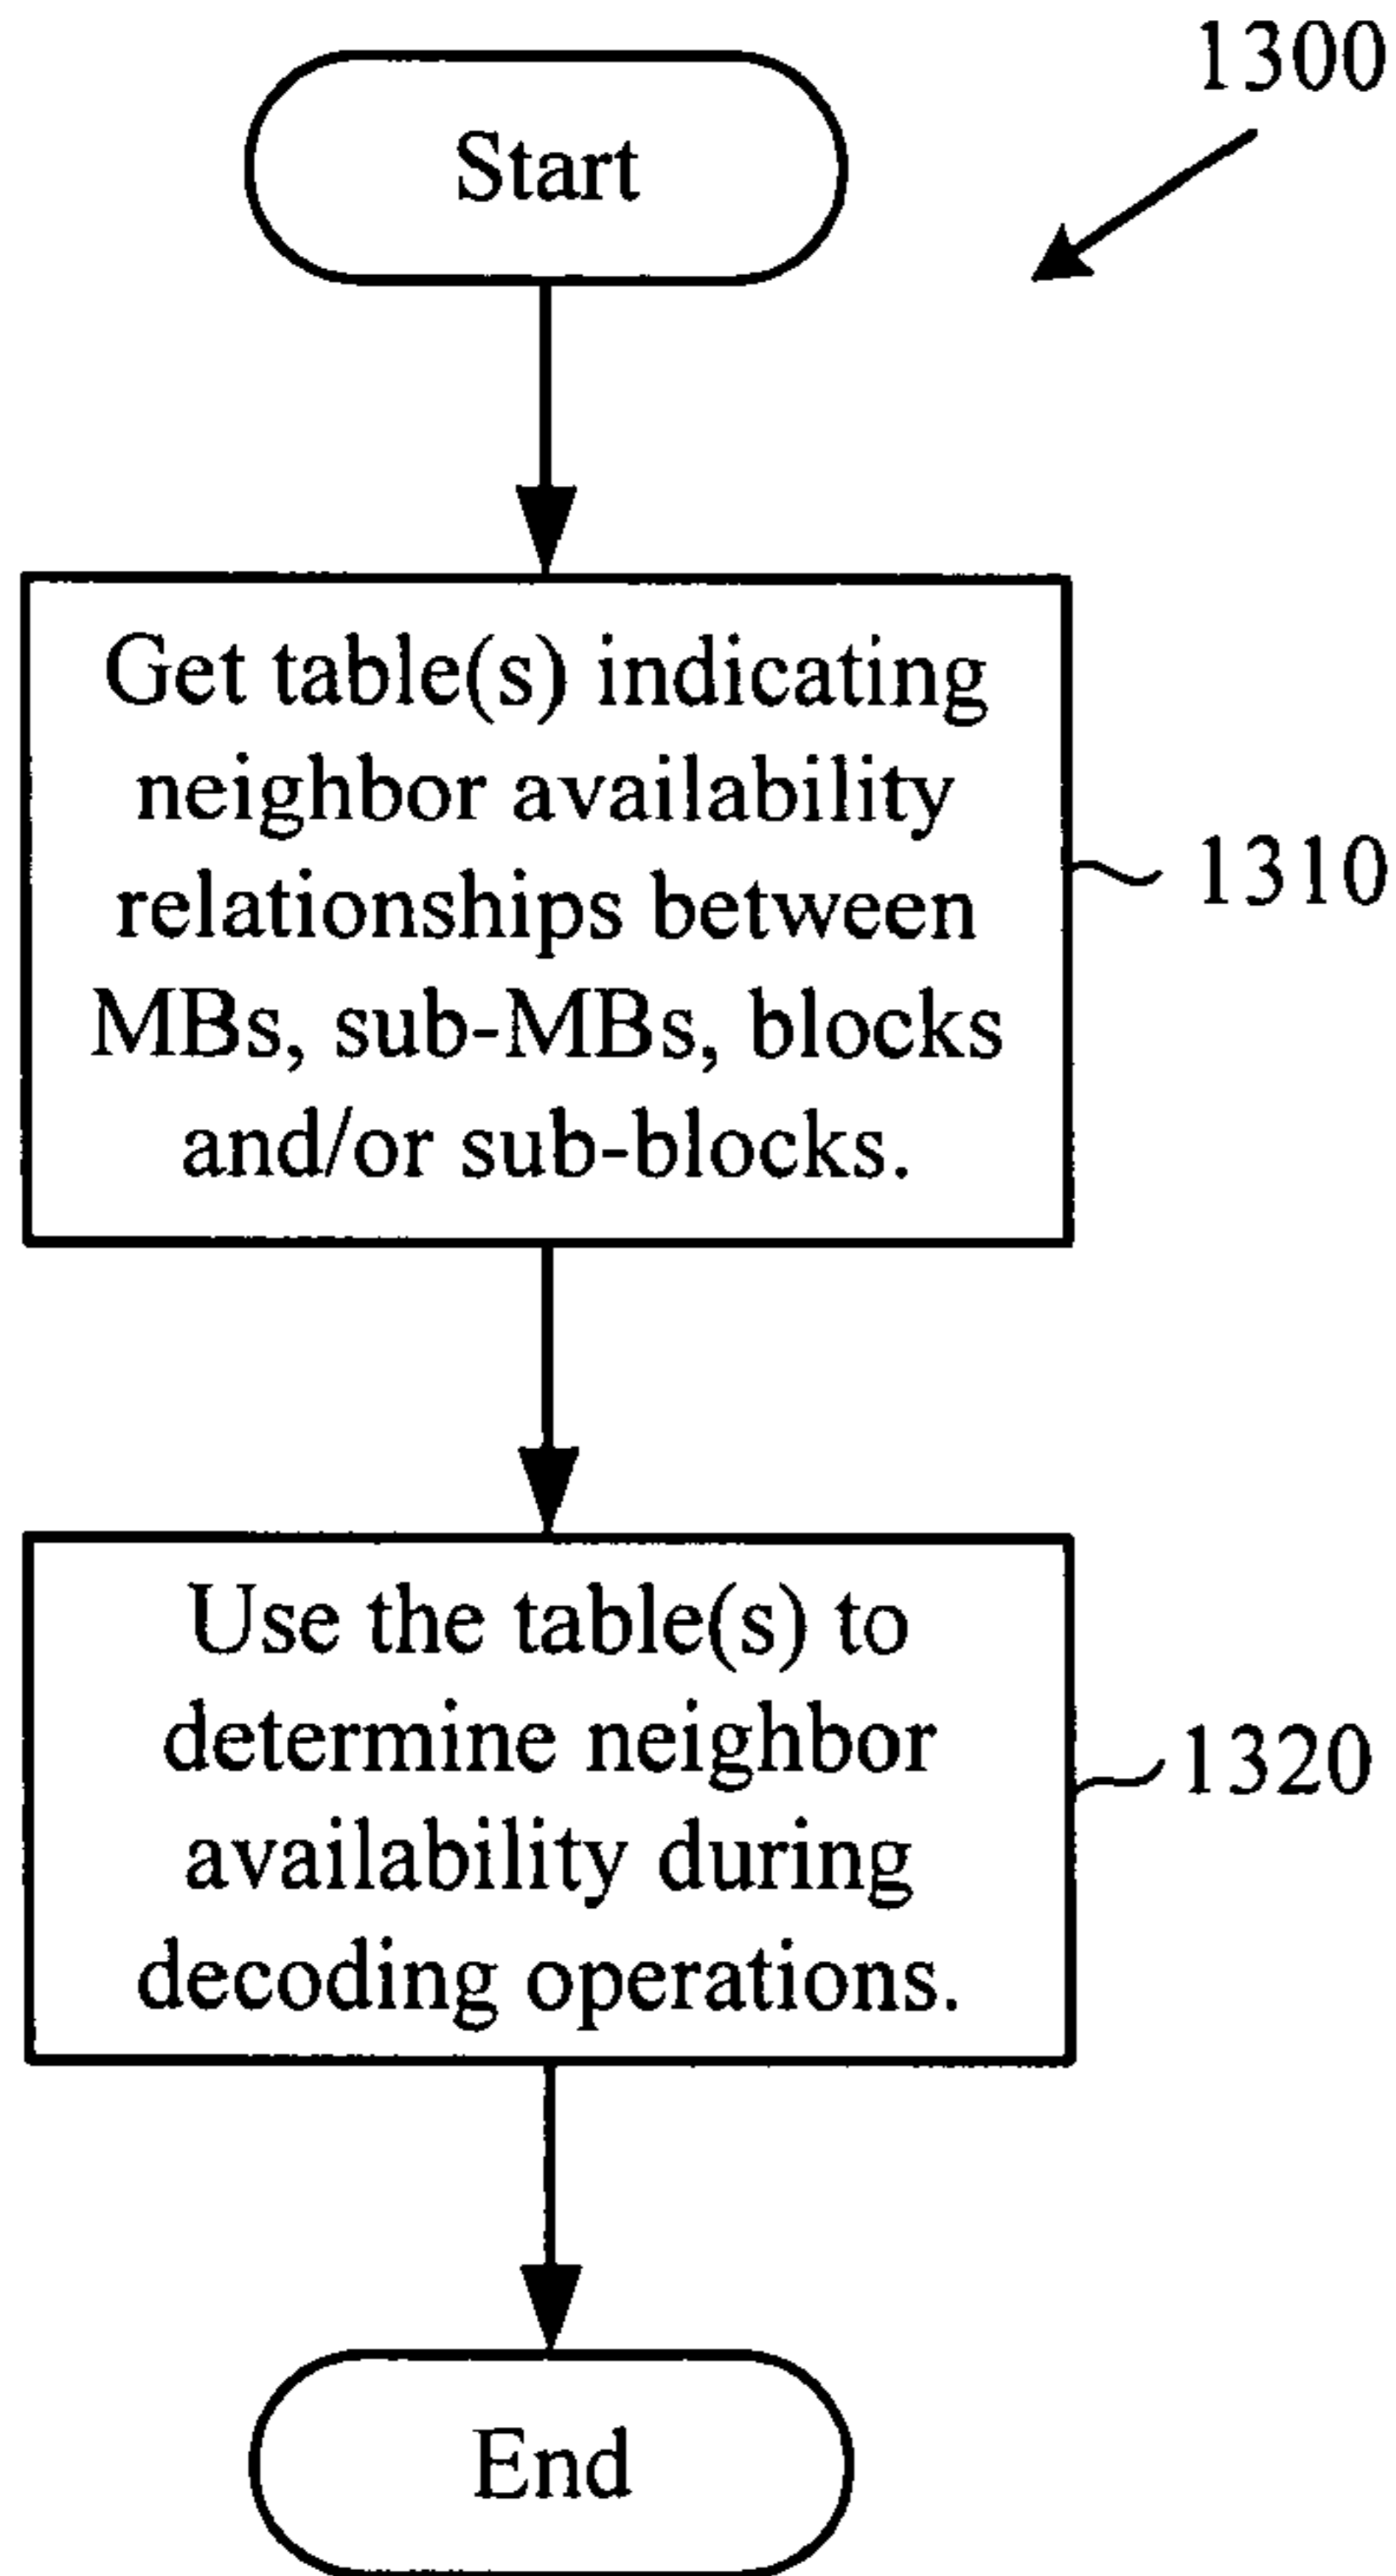 1300
Start
Get table(s) indicating
neighbor availability
relationships between
MBs, sub-MBs, blocks
and/or sub-blocks.
1310
Use the table(s) to
determine neighbor
availability during
decoding operations.
1320
End